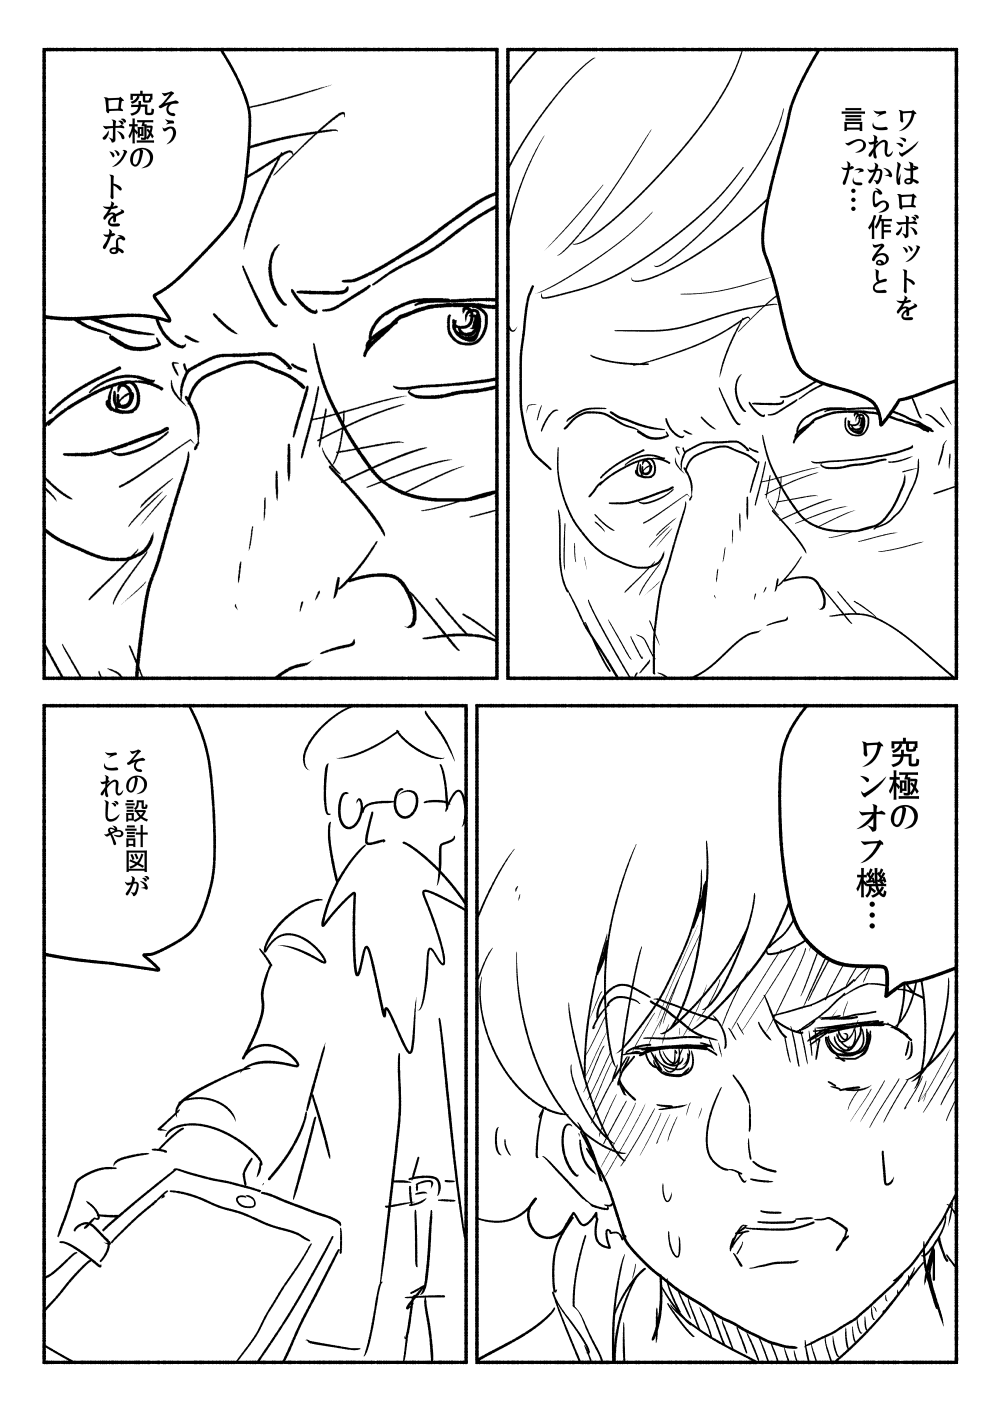 ワシはロボットを
これから作ると
言った…
そう
究極の
ロボットをな
究極の
ワンオフ機…
その設計図が
これじゃ